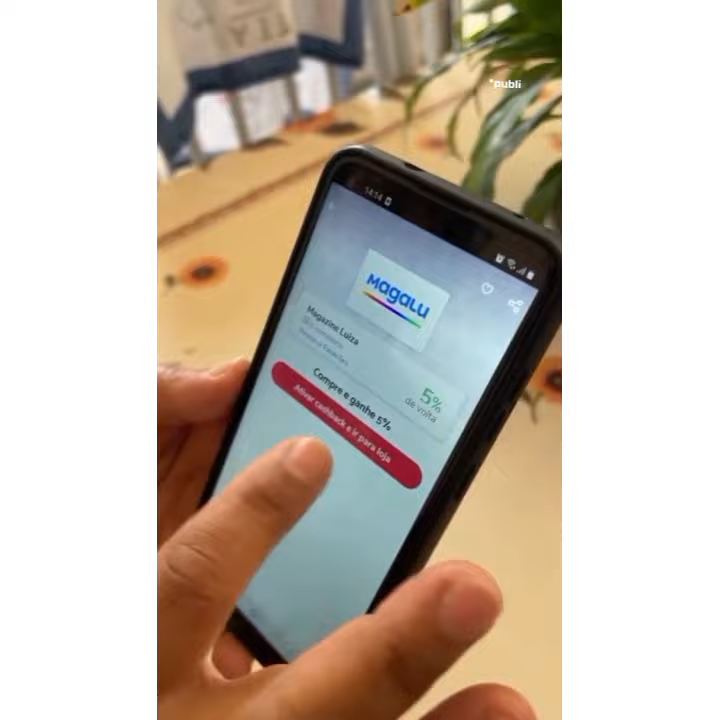 *publi
14:14
Magalu
Magazine Luiza
5%
de volta
Compre e ganhe 5%
Ativar cashback e ir para loja